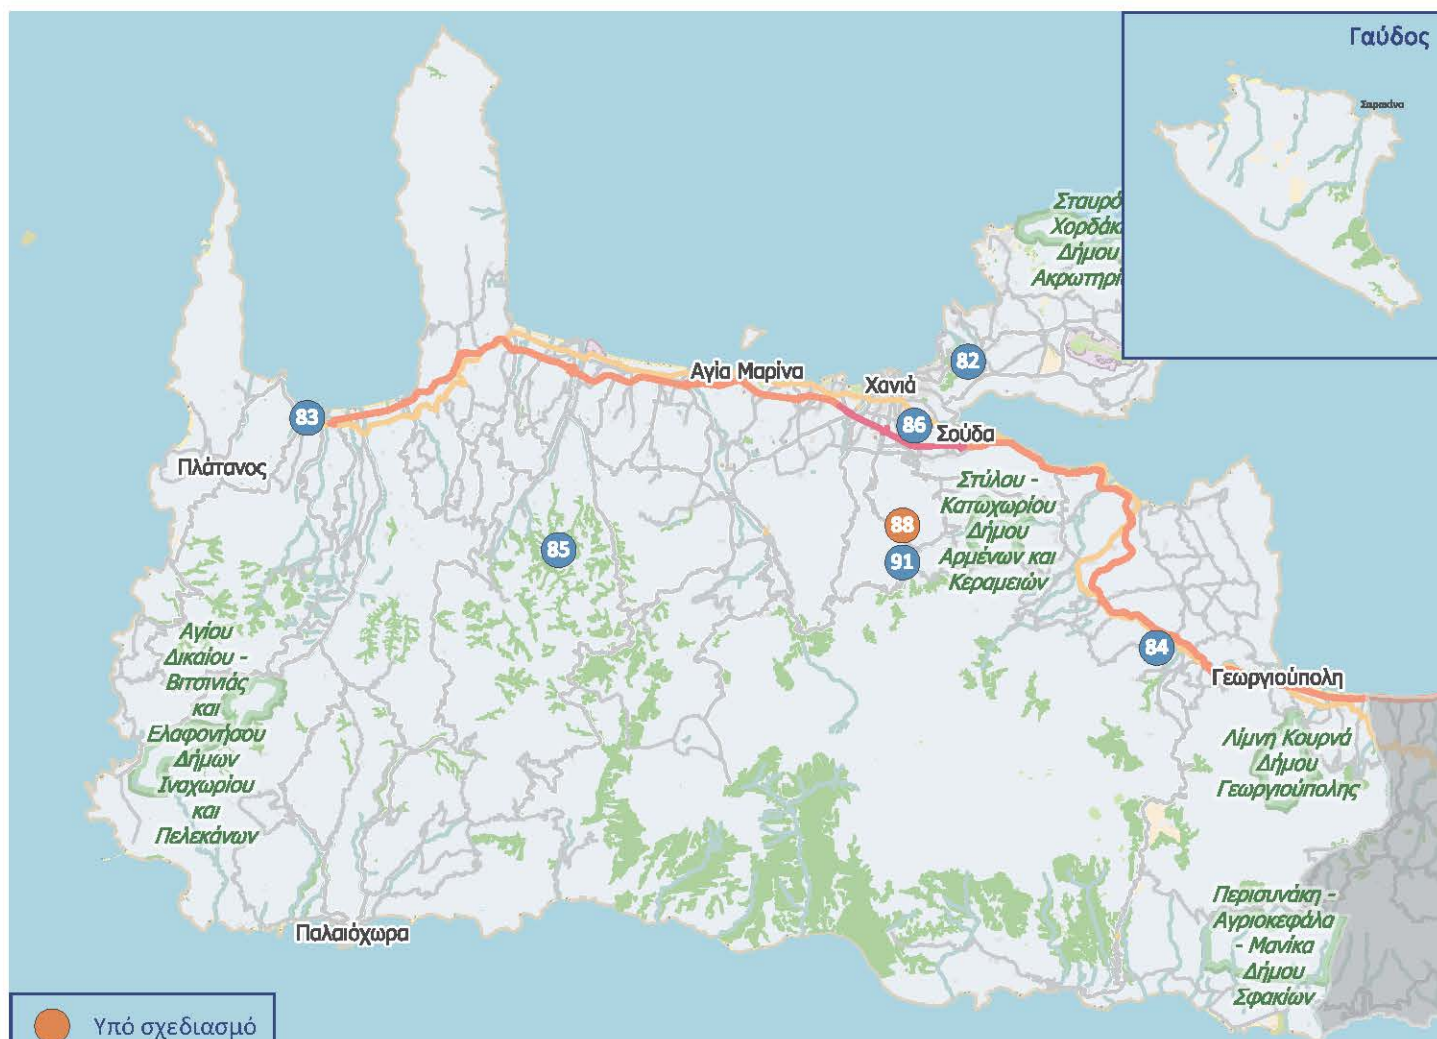 Γαύδος
Σαρακίνα
Σταυρό
Χορδάκ
Δήμου
Ακρωτηρί
82
Αγία Μαρίνα
Χανιά
83
86
Σούδα
Πλάτανος
Στύλου -
Κατωχωρίου
Δήμου
Αρμένων και
Κεραμειών
88
85
91
Αγίου
Δικαίου -
Βιτσινιάς
και
Ελαφονήσου
Δήμων
Ιναχωρίου
και
Πελεκάνων
84
Γεωργιούπολη
Λίμνη Κουρνά
Δήμου
Γεωργιούπολης
Περισυνάκη -
Αγριοκεφάλα
- Μανίκα
Δήμου
Σφακίων
Παλαιόχωρα
Υπό σχεδιασμό